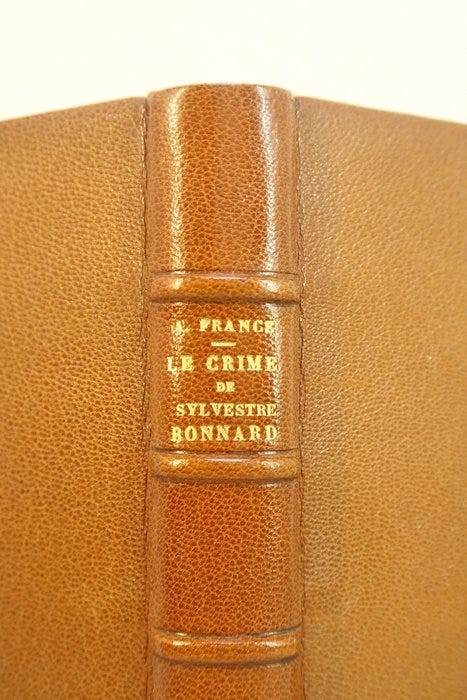 A. FRANCE
LE CRIME
DE
SYLVESTRE
BONNARD